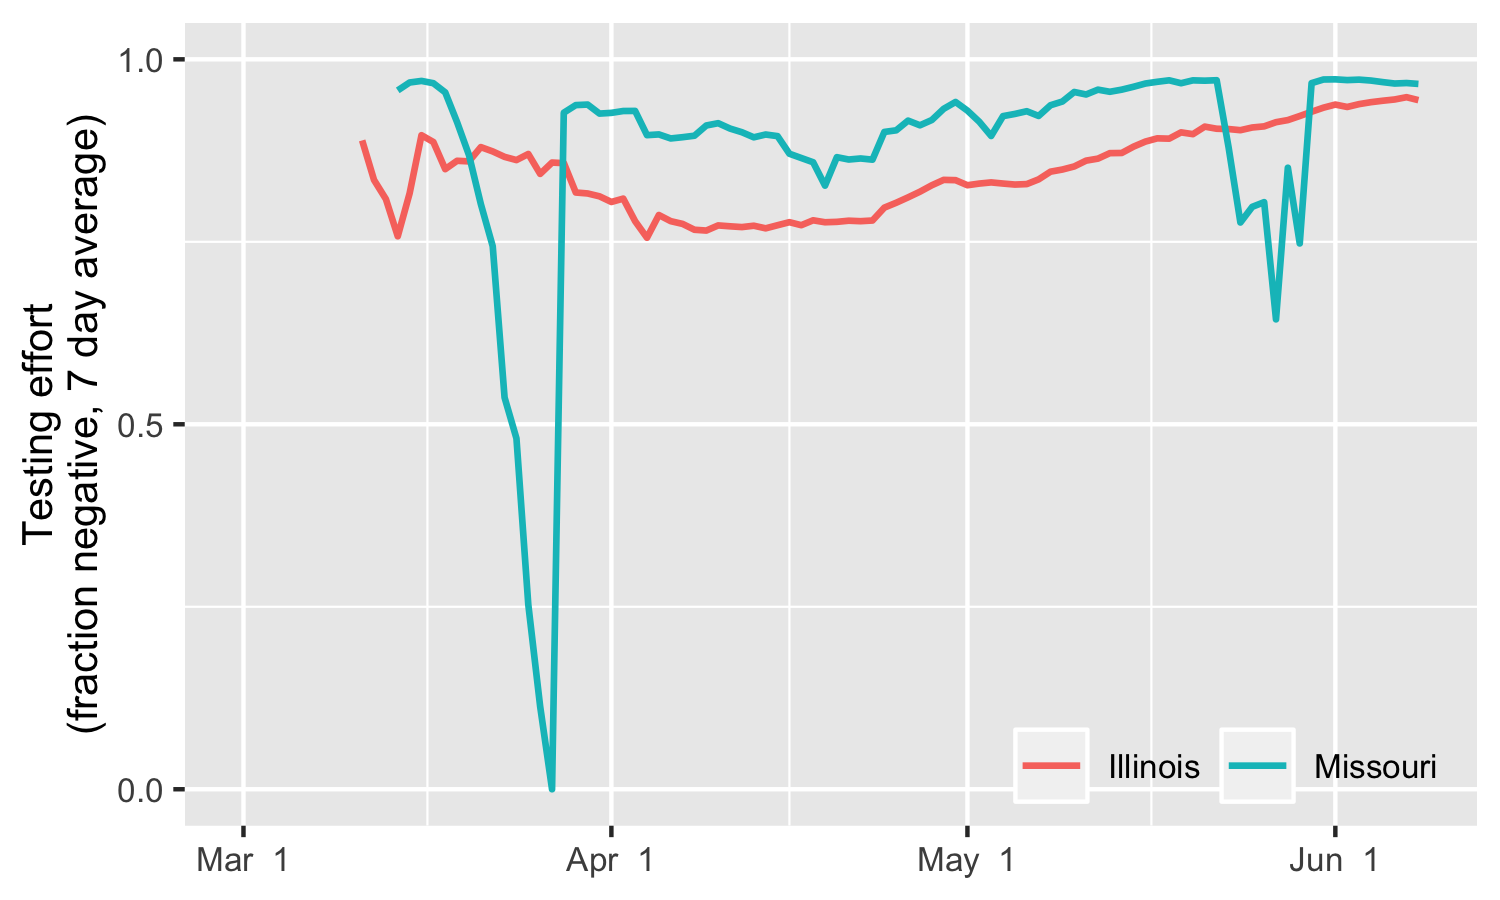 Testing effort
(fraction negative, 7 day average)
1.0
0.5
0.0
Illinois
Missouri
Mar 1
Apr 1
May 1
Jun 1